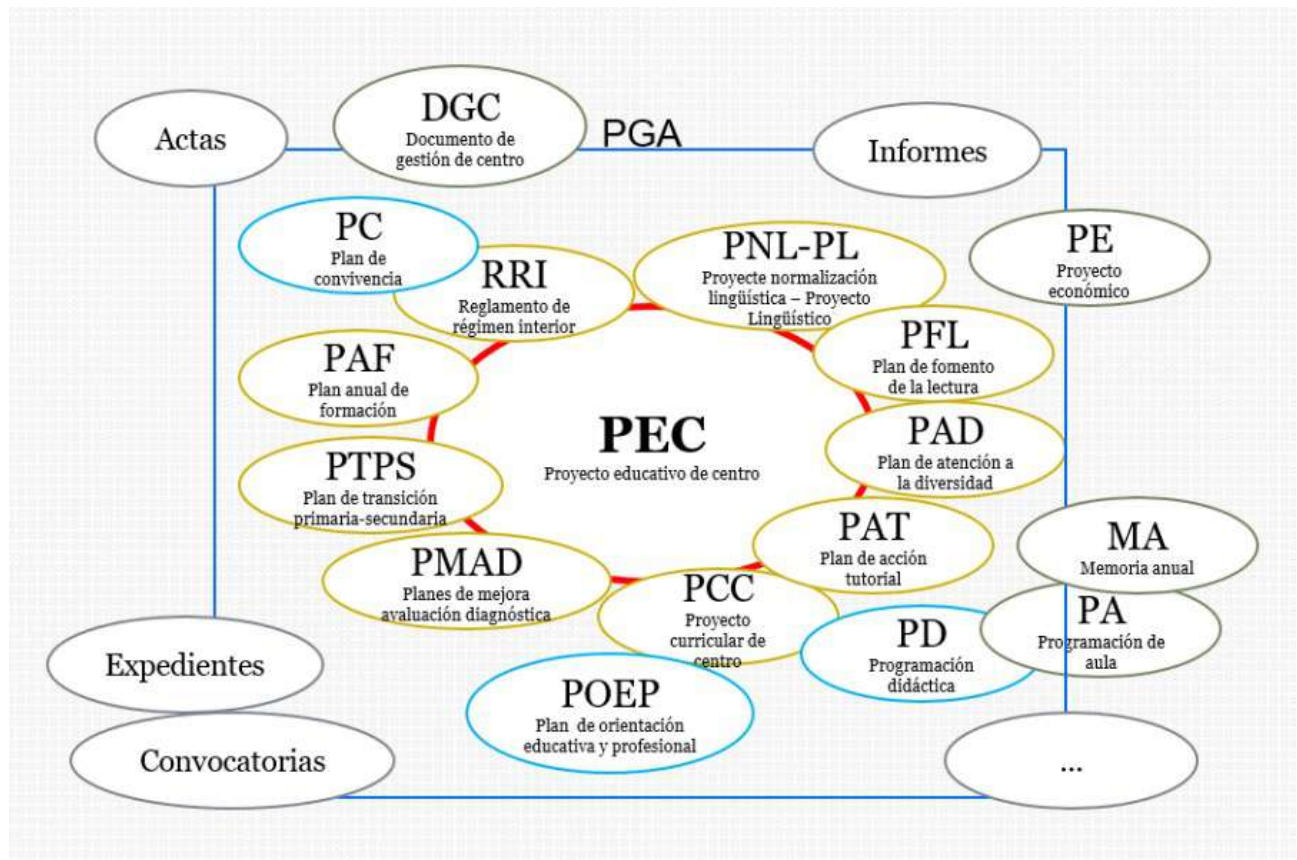 DGC
Documento de
gestión de centro
PGA
Actas
Informes
PC
Plan de
convivencia
RRI
Reglamento de
régimen interior
PNL-PL
Proyecte normalización
lingüística – Proyecto
Lingüístico
PE
Proyecto
económico
PAF
Plan anual de
formación
PFL
Plan de fomento
de la lectura
PEC
Proyecto educativo de centro
PAD
Plan de atención a
la diversidad
PTPS
Plan de transición
primaria-secundaria
PAT
Plan de acción
tutorial
MA
Memoria anual
PMAD
Planes de mejora
avaluación diagnóstica
PCC
Proyecto
curricular de
centro
PD
Programación
didáctica
PA
Programación de
aula
Expedientes
POEP
Plan de orientación
educativa y profesional
Convocatorias
...